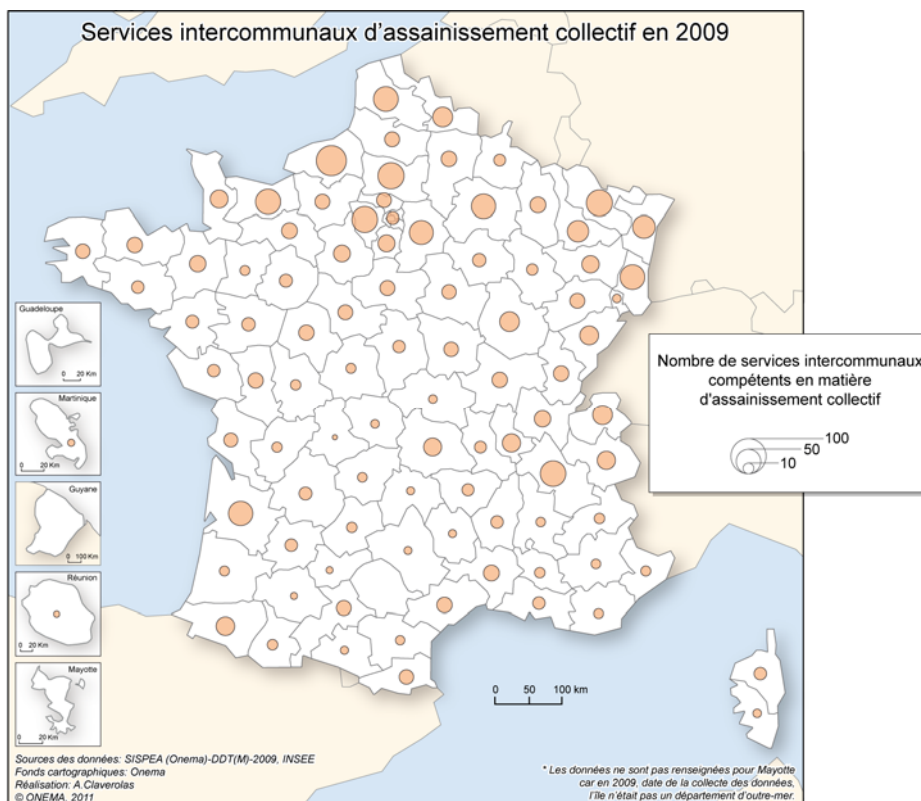 Services intercommunaux d'assainissement collectif en 2009
Guadeloupe
0 20 Km
Martinique
0 20 Km
Guyane
0 100 Km
Réunion
0 20 Km
Mayotte
0 20 Km
Nombre de services intercommunaux
compétents en matière
d'assainissement collectif
100
50
10
0 50 100 km
Sources des données: SISPEA (Onema)-DDT(M)-2009, INSEE
Fonds cartographiques: Onema
Réalisation: A.Claverolas
© ONEMA, 2011
* Les données ne sont pas renseignées pour Mayotte
car en 2009, date de la collecte des données,
l'île n'était pas un département d'outre-mer.